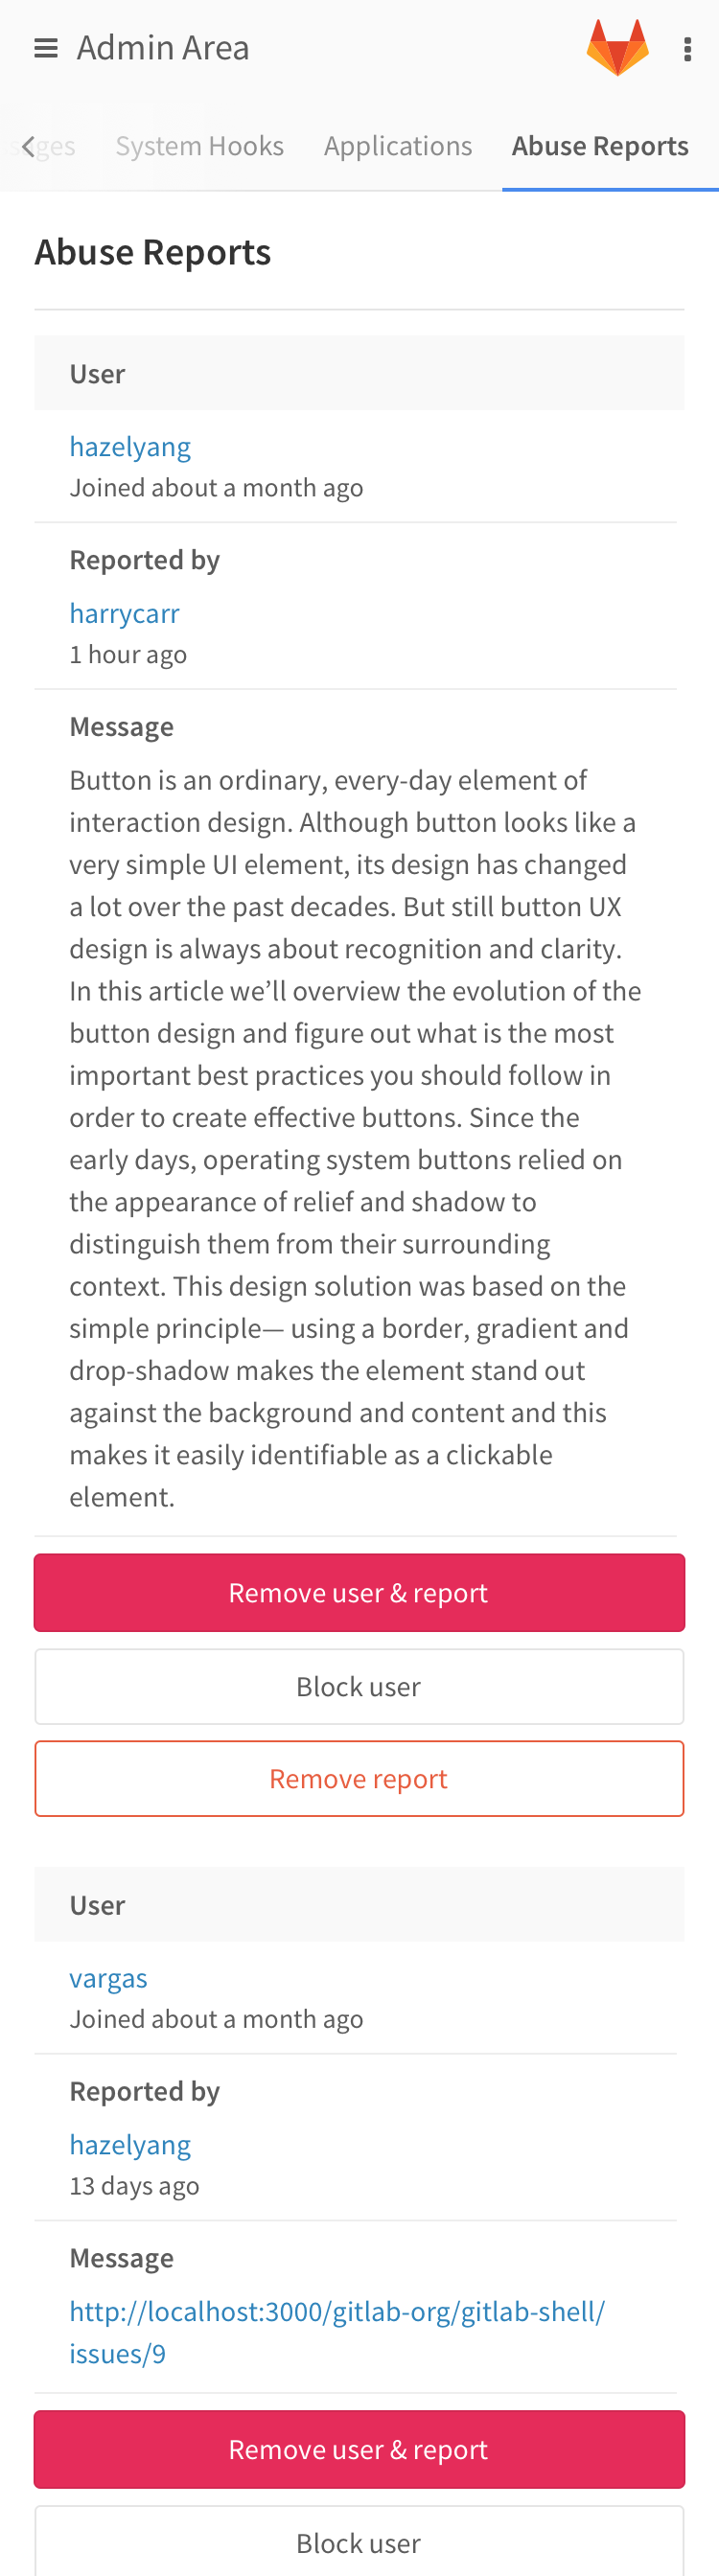 Admin Area
System Hooks Applications Abuse Reports
Abuse Reports
User
hazelyang
Joined about a month ago
Reported by
harrycarr
1 hour ago
Message
Button is an ordinary, every-day element of
interaction design. Although button looks like a
very simple UI element, its design has changed
a lot over the past decades. But still button UX
design is always about recognition and clarity.
In this article we’ll overview the evolution of the
button design and figure out what is the most
important best practices you should follow in
order to create effective buttons. Since the
early days, operating system buttons relied on
the appearance of relief and shadow to
distinguish them from their surrounding
context. This design solution was based on the
simple principle— using a border, gradient and
drop-shadow makes the element stand out
against the background and content and this
makes it easily identifiable as a clickable
element.
Remove user & report
Block user
Remove report
User
vargas
Joined about a month ago
Reported by
hazelyang
13 days ago
Message
http://localhost:3000/gitlab-org/gitlab-shell/
issues/9
Remove user & report
Block user